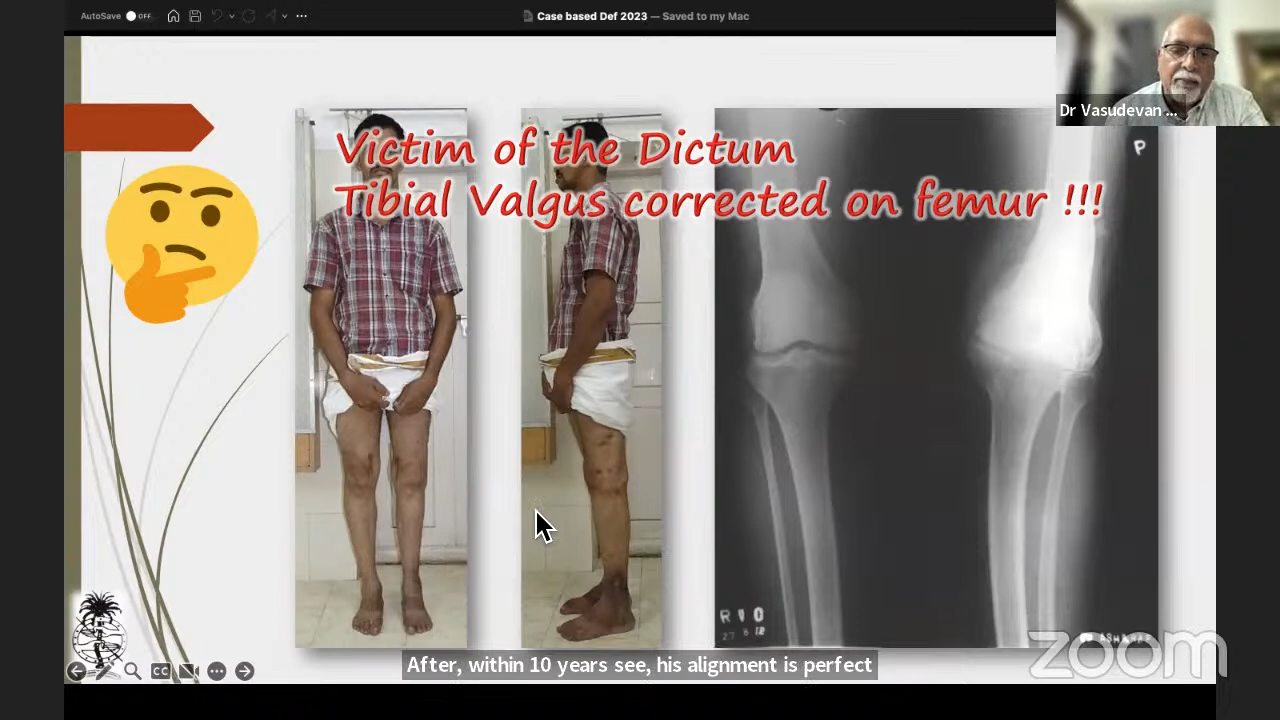 AutoSave OFF
Case based Def 2023 — Saved to my Mac
Dr Vasudevan ...
P
Victim of the Dictum
Tibial Valgus corrected on femur !!!
R
CC
After, within 10 years see, his alignment is perfect
zoom